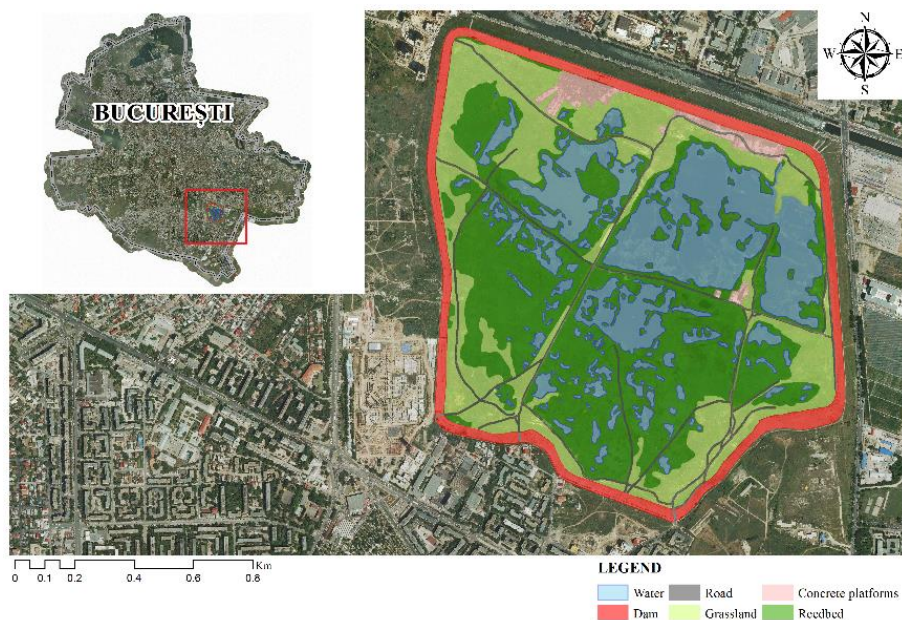 BUCUREȘTI
N
W E
S
0 0.1 0.2 0.4 0.6 0.8 Km
LEGEND
Water Road Concrete platforms
Dam Grassland Reedbed